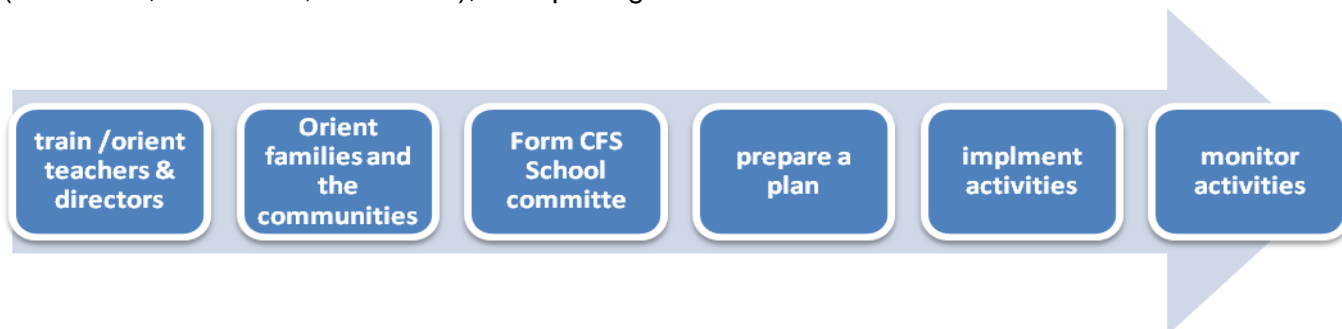 train /orient
teachers &
directors
Orient
families and
the
communities
Form CFS
School
committe
prepare a
plan
implment
activities
monitor
activities